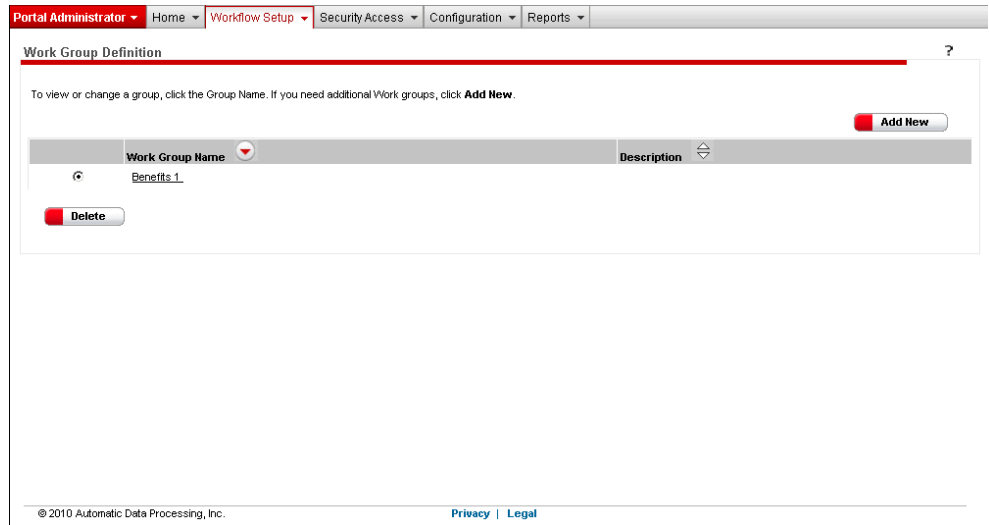 Portal Administrator Home Workflow Setup Security Access Configuration Reports
Work Group Definition ?
To view or change a group, click the Group Name. If you need additional Work groups, click Add New.
Add New
Work Group Name Description
Benefits 1
Delete
© 2010 Automatic Data Processing, Inc. Privacy | Legal